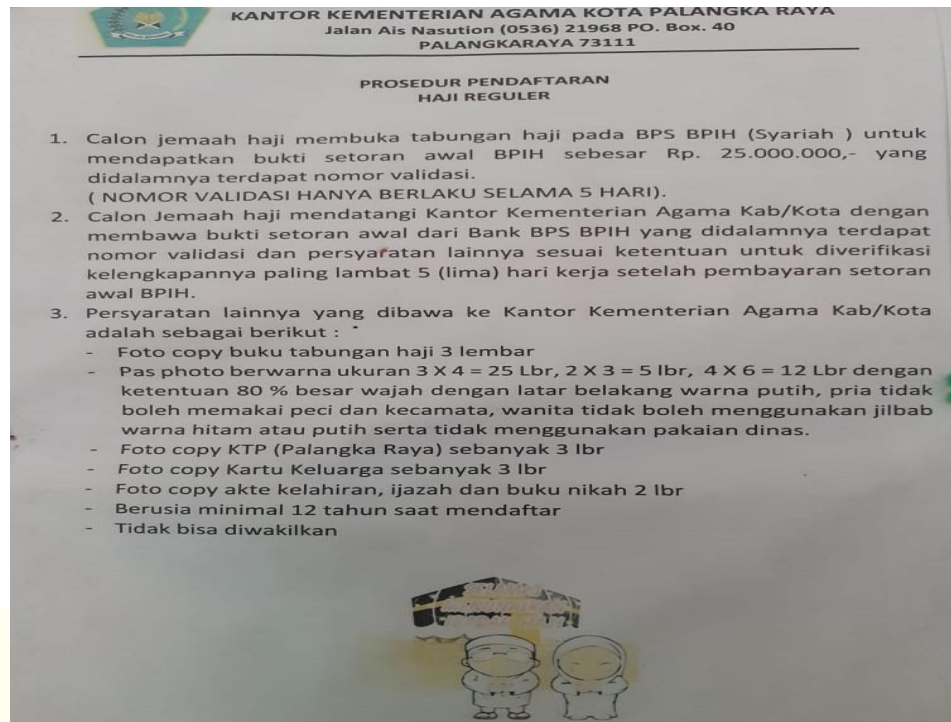 KANTOR KEMENTERIAN AGAMA KOTA PALANGKA RAYA
Jalan Ais Nasution (0536) 21968 PO. Box. 40
PALANGKARAYA 73111
PROSEDUR PENDAFTARAN
HAJI REGULER
1. Calon jemaah haji membuka tabungan haji pada BPS BPIH (Syariah ) untuk
mendapatkan bukti setoran awal BPIH sebesar Rp. 25.000.000,- yang
didalamnya terdapat nomor validasi.
( NOMOR VALIDASI HANYA BERLAKU SELAMA 5 HARI).
2. Calon Jemaah haji mendatangi Kantor Kementerian Agama Kab/Kota dengan
membawa bukti setoran awal dari Bank BPS BPIH yang didalamnya terdapat
nomor validasi dan persyaratan lainnya sesuai ketentuan untuk diverifikasi
kelengkapannya paling lambat 5 (lima) hari kerja setelah pembayaran setoran
awal BPIH.
3. Persyaratan lainnya yang dibawa ke Kantor Kementerian Agama Kab/Kota
adalah sebagai berikut :
- Foto copy buku tabungan haji 3 lembar
- Pas photo berwarna ukuran 3 X 4 = 25 Lbr, 2 X 3 = 5 lbr, 4 X 6 = 12 Lbr dengan
ketentuan 80 % besar wajah dengan latar belakang warna putih, pria tidak
boleh memakai peci dan kecamata, wanita tidak boleh menggunakan jilbab
warna hitam atau putih serta tidak menggunakan pakaian dinas.
- Foto copy KTP (Palangka Raya) sebanyak 3 lbr
- Foto copy Kartu Keluarga sebanyak 3 lbr
- Foto copy akte kelahiran, ijazah dan buku nikah 2 lbr
- Berusia minimal 12 tahun saat mendaftar
- Tidak bisa diwakilkan